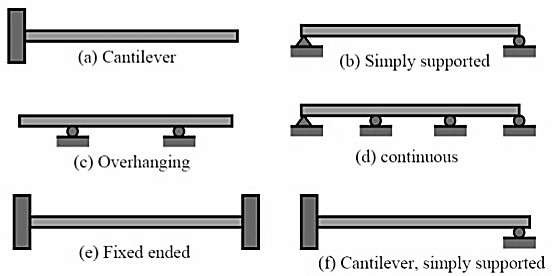 (a) Cantilever
(b) Simply supported
(c) Overhanging
(d) continuous
(e) Fixed ended
(f) Cantilever, simply supported